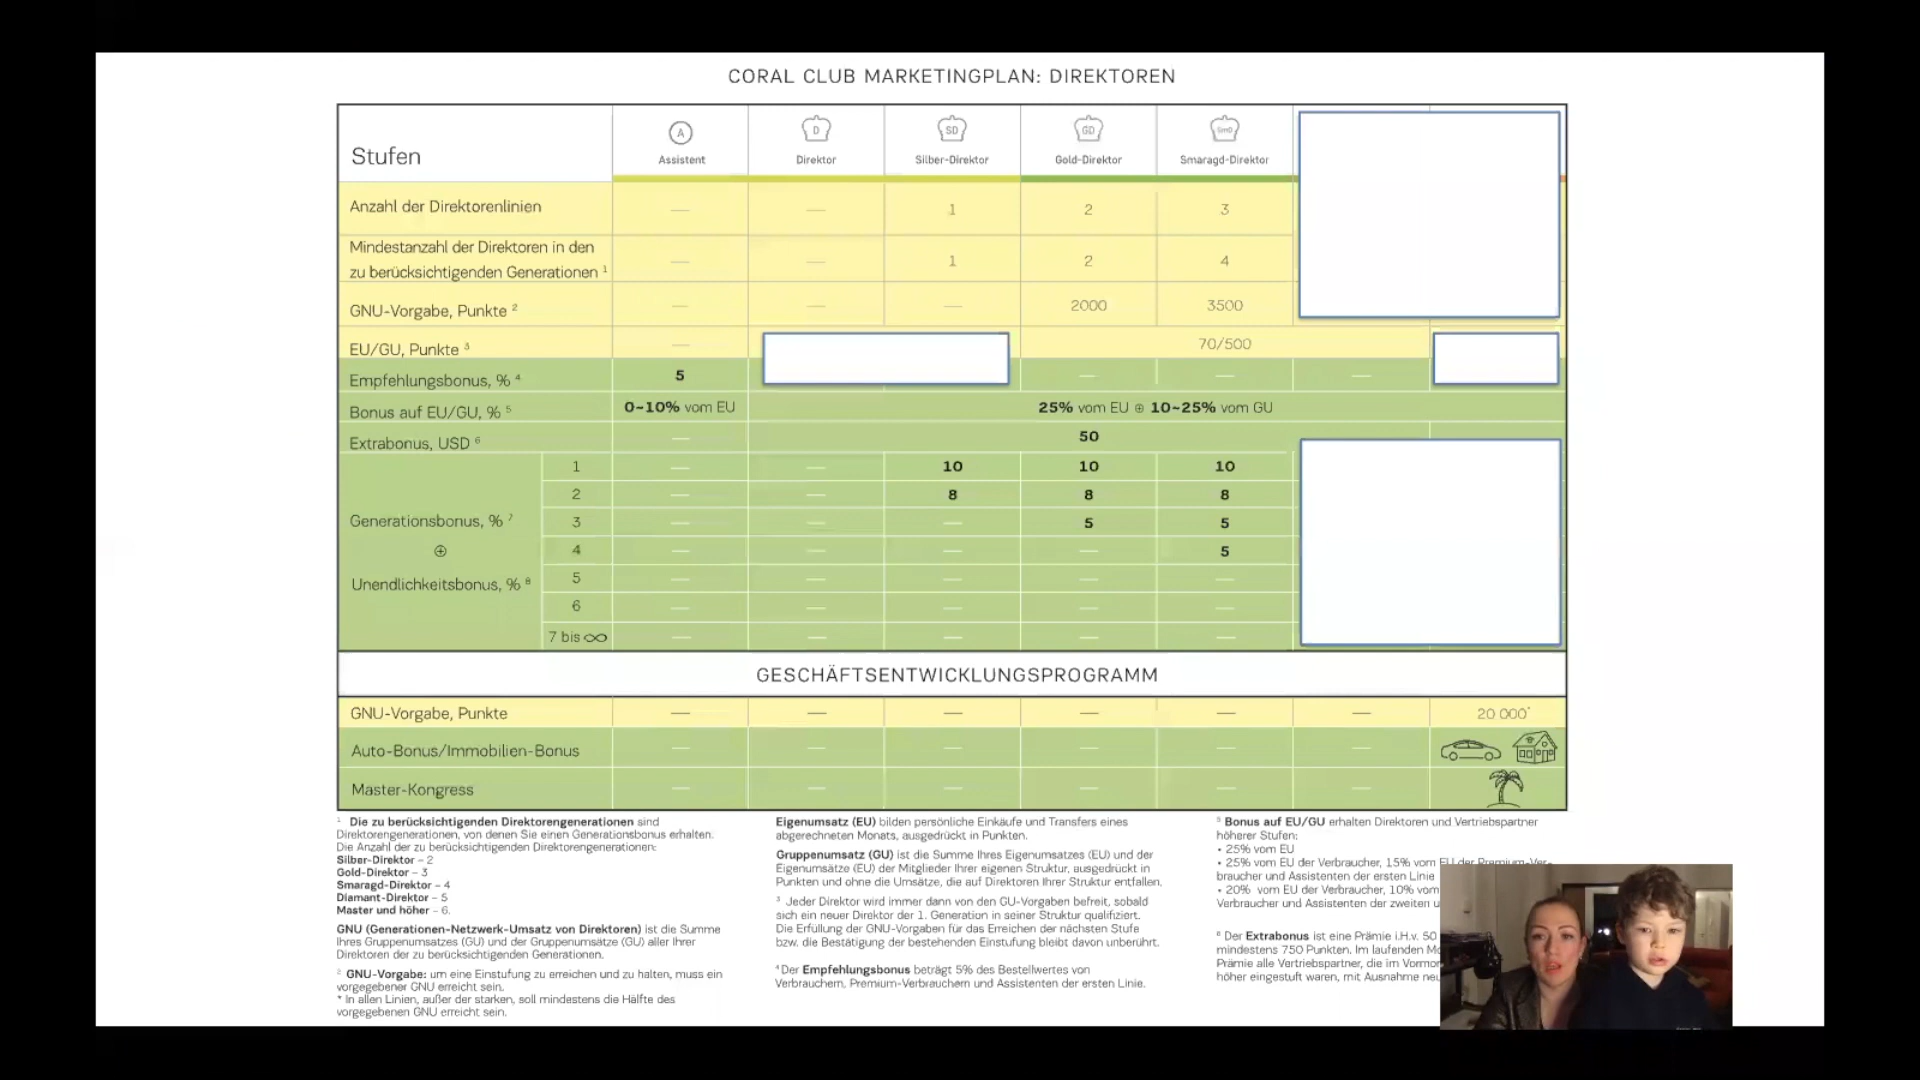 CORAL CLUB MARKETINGPLAN: DIREKTOREN
Stufen
A
D
SD
GD
SmD
Assistent
Direktor
Silber-Direktor
Gold-Direktor
Smaragd-Direktor
Anzahl der Direktorenlinien — — 1 2 3
Mindestanzahl der Direktoren in den
zu berücksichtigenden Generationen 1 — — 1 2 4
GNU-Vorgabe, Punkte 2 — — — 2000 3500
EU/GU, Punkte 3 — 70/500
Empfehlungsbonus, % 4 5 — — —
Bonus auf EU/GU, % 5 0~10% vom EU 25% vom EU ⊕ 10~25% vom GU
Extrabonus, USD 6 — 50
Generationsbonus, % 7
⊕
Unendlichkeitsbonus, % 8
1 — — 10 10 10
2 — — 8 8 8
3 — — — 5 5
4 — — — — 5
5 — — — — —
6 — — — — —
7 bis ∞ — — — — —
GESCHÄFTSENTWICKLUNGSPROGRAMM
GNU-Vorgabe, Punkte — — — — — — 20 000*
Auto-Bonus/Immobilien-Bonus — — — — — —
Master-Kongress — — — — — —
1 Die zu berücksichtigenden Direktorengenerationen sind
Direktorengenerationen, von denen Sie einen Generationsbonus erhalten.
Die Anzahl der zu berücksichtigenden Direktorengenerationen:
Silber-Direktor – 2
Gold-Direktor – 3
Smaragd-Direktor – 4
Diamant-Direktor – 5
Master und höher – 6.
GNU (Generationen-Netzwerk-Umsatz von Direktoren) ist die Summe
Ihres Gruppenumsatzes (GU) und der Gruppenumsätze (GU) aller Ihrer
Direktoren der zu berücksichtigenden Generationen.
2 GNU-Vorgabe: um eine Einstufung zu erreichen und zu halten, muss ein
vorgegebener GNU erreicht sein.
* In allen Linien, außer der starken, soll mindestens die Hälfte des
vorgegebenen GNU erreicht sein.
Eigenumsatz (EU) bilden persönliche Einkäufe und Transfers eines
abgerechneten Monats, ausgedrückt in Punkten.
Gruppenumsatz (GU) ist die Summe Ihres Eigenumsatzes (EU) und der
Eigenumsätze (EU) der Mitglieder Ihrer eigenen Struktur, ausgedrückt in
Punkten und ohne die Umsätze, die auf Direktoren Ihrer Struktur entfallen.
3 Jeder Direktor wird immer dann von den GU-Vorgaben befreit, sobald
sich ein neuer Direktor der 1. Generation in seiner Struktur qualifiziert.
Die Erfüllung der GNU-Vorgaben für das Erreichen der nächsten Stufe
bzw. die Bestätigung der bestehenden Einstufung bleibt davon unberührt.
4 Der Empfehlungsbonus beträgt 5% des Bestellwertes von
Verbrauchern, Premium-Verbrauchern und Assistenten der ersten Linie.
5 Bonus auf EU/GU erhalten Direktoren und Vertriebspartner
höherer Stufen:
• 25% vom EU
• 25% vom EU der Verbraucher, 15% vom EU der Premium-Ver-
braucher und Assistenten der ersten Linie
• 20% vom EU der Verbraucher, 10% vom
Verbraucher und Assistenten der zweiten u
6 Der Extrabonus ist eine Prämie i.H.v. 50
mindestens 750 Punkten. Im laufenden Mo
Prämie alle Vertriebspartner, die im Vormon
höher eingestuft waren, mit Ausnahme neu